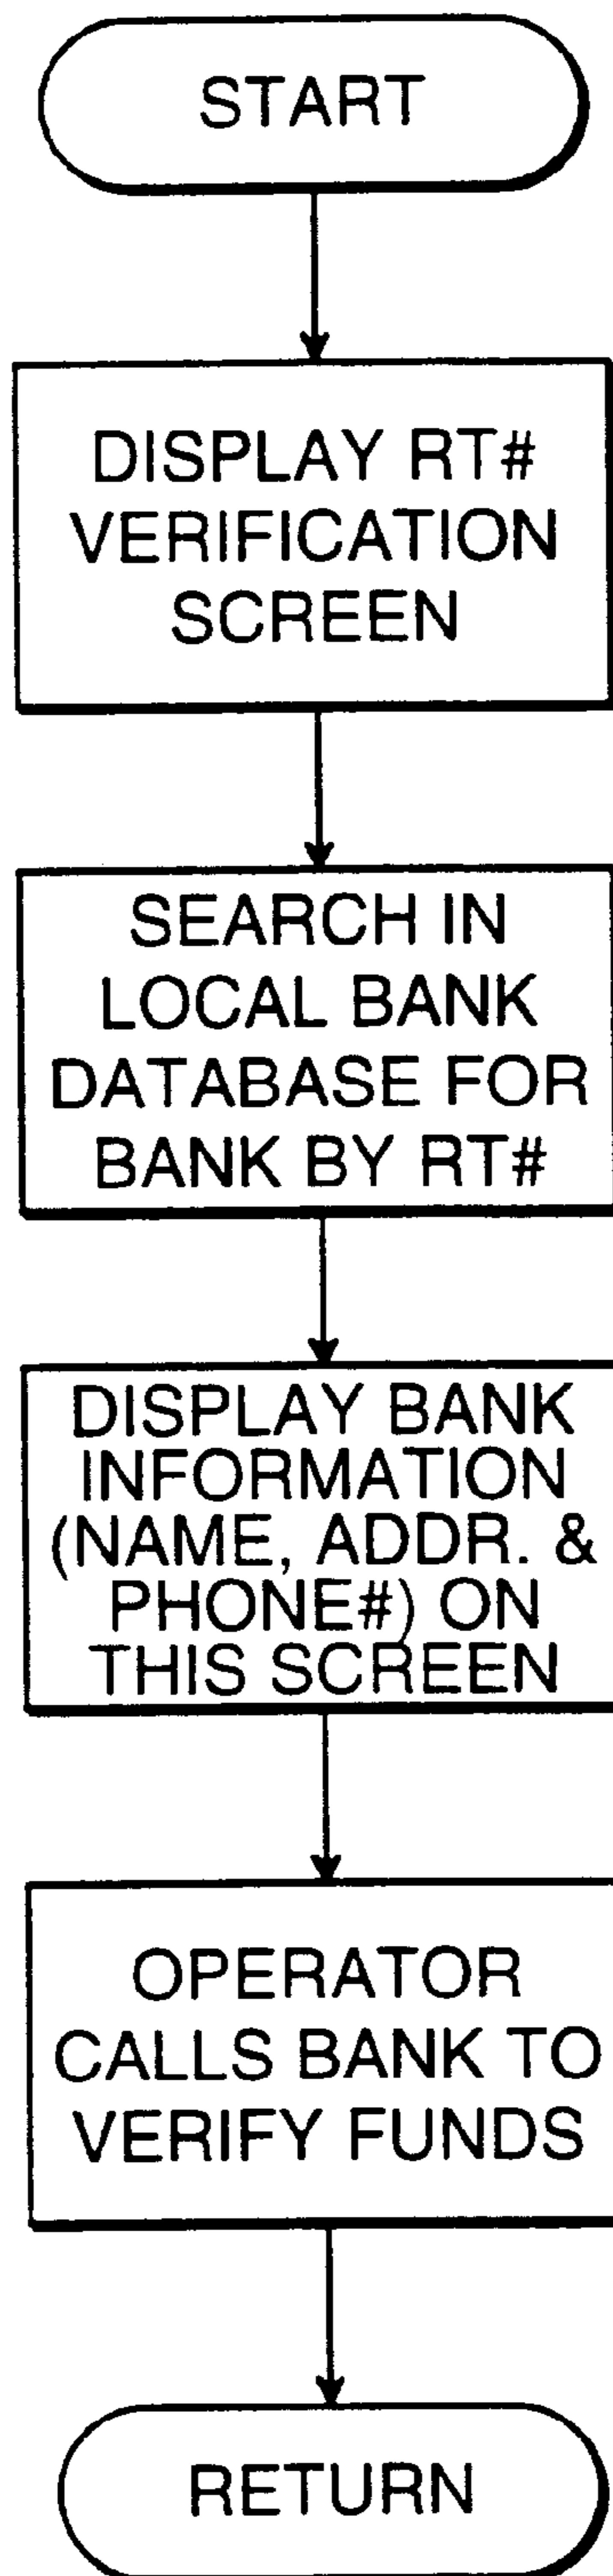 START
DISPLAY RT#
VERIFICATION
SCREEN
SEARCH IN
LOCAL BANK
DATABASE FOR
BANK BY RT#
DISPLAY BANK
INFORMATION
(NAME, ADDR. &
PHONE#) ON
THIS SCREEN
OPERATOR
CALLS BANK TO
VERIFY FUNDS
RETURN